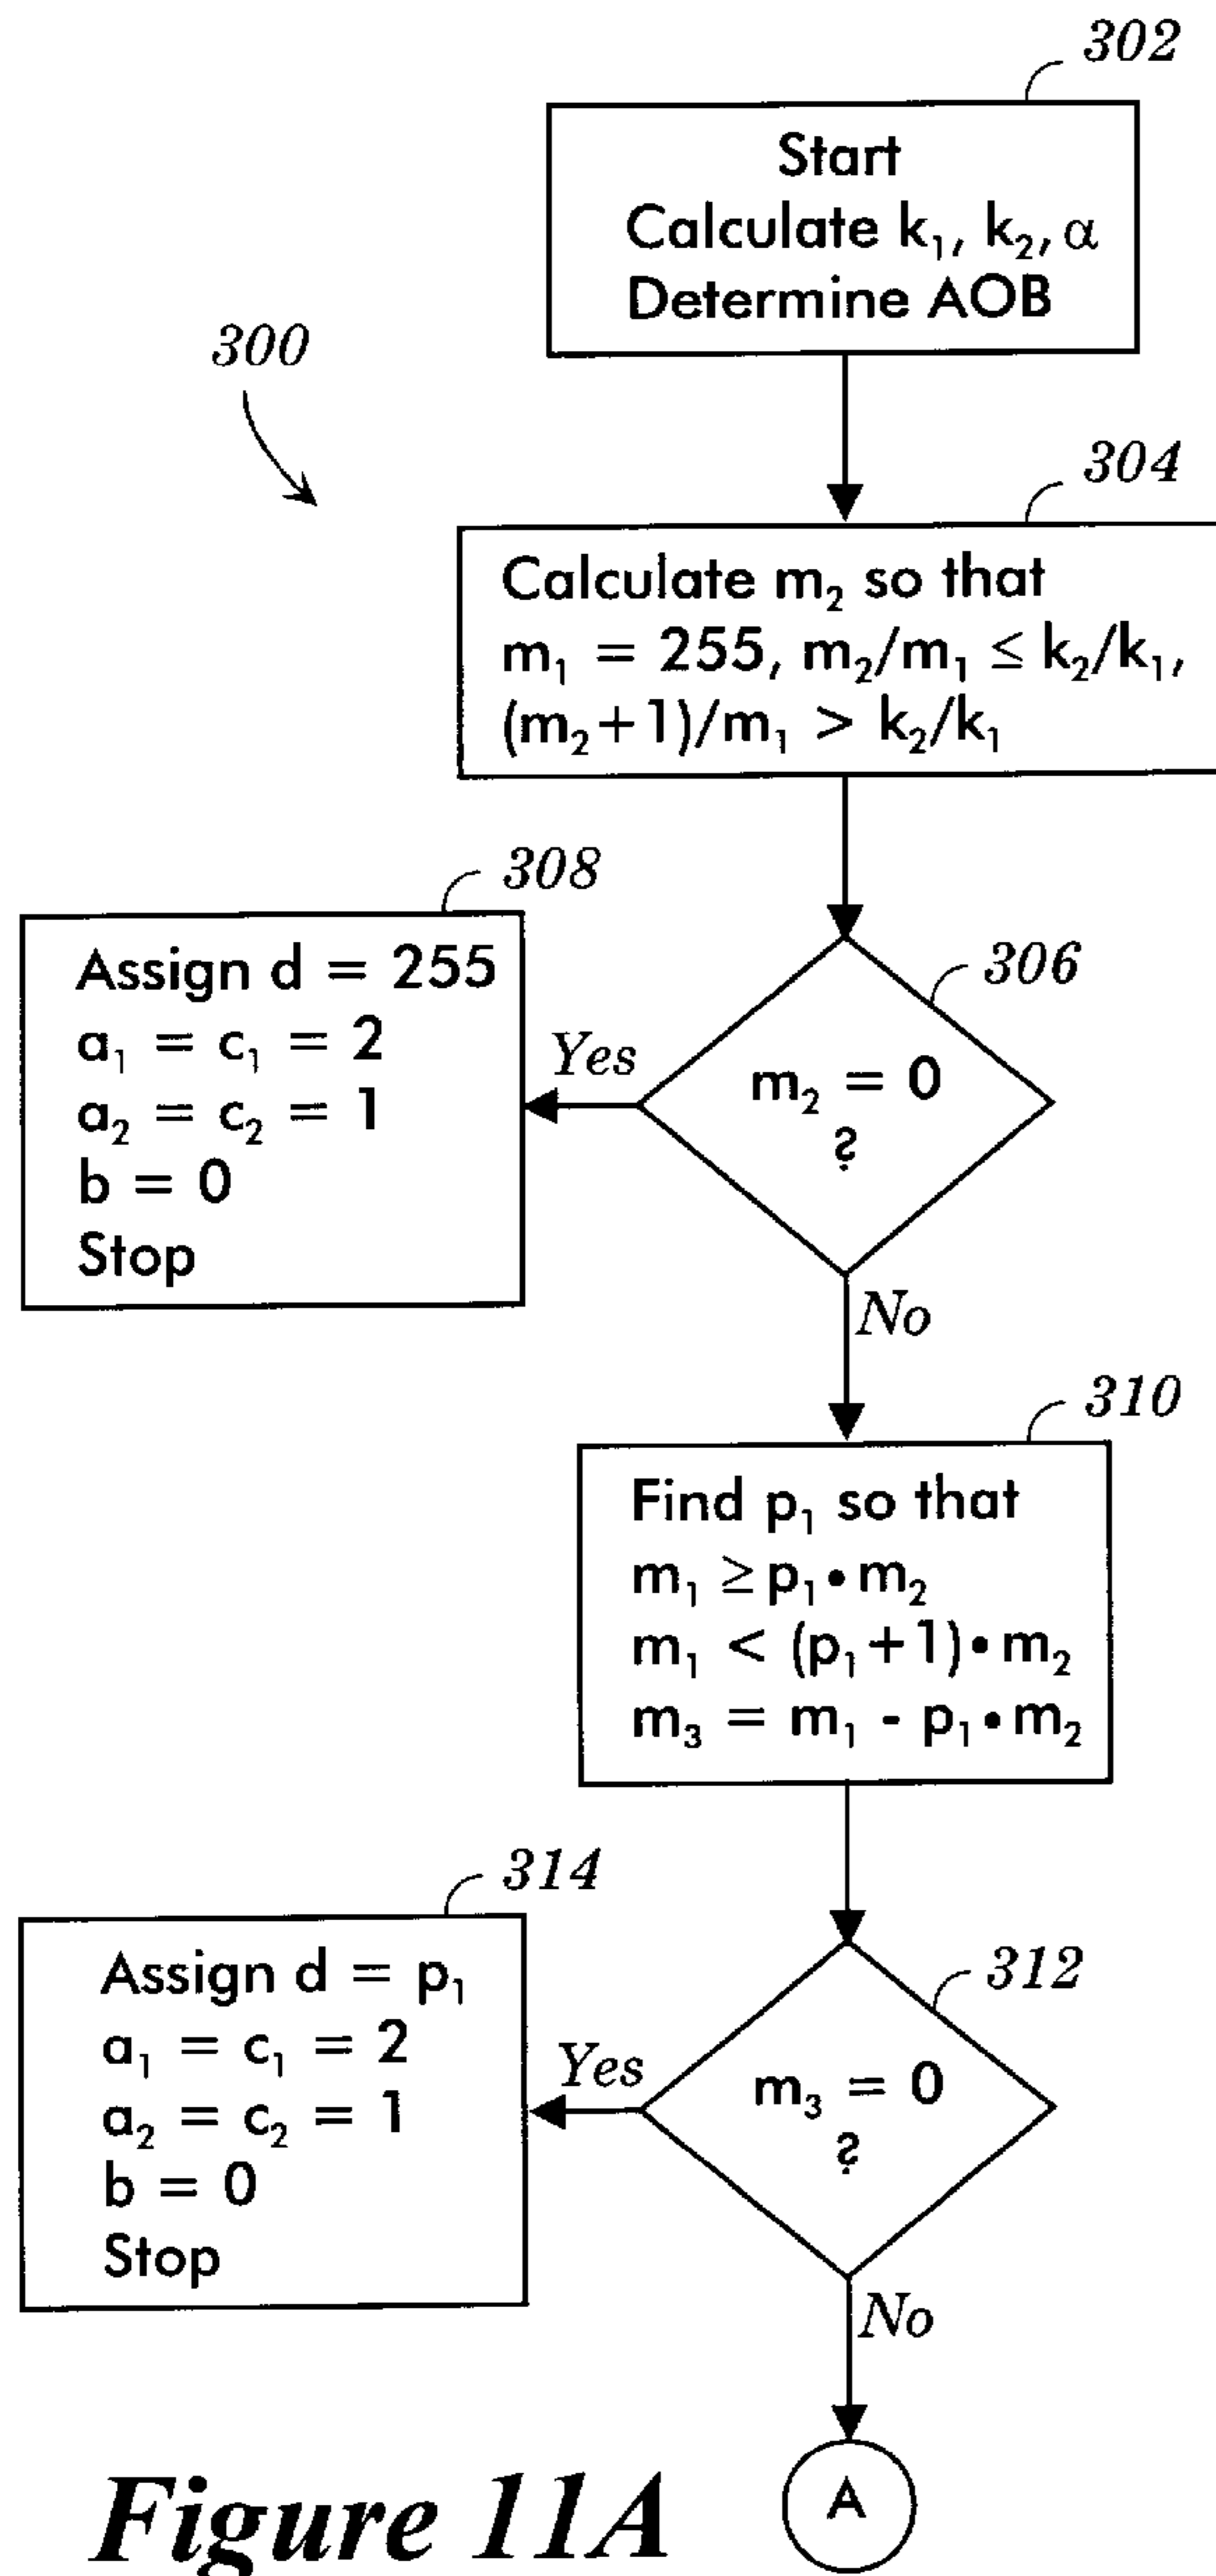 302
Start
Calculate k₁, k₂, α
Determine AOB
300
304
Calculate m₂ so that
m₁ = 255, m₂/m₁ ≤ k₂/k₁,
(m₂+1)/m₁ > k₂/k₁
308
Assign d = 255
a₁ = c₁ = 2
a₂ = c₂ = 1
b = 0
Stop
Yes
306
m₂ = 0
?
No
310
Find p₁ so that
m₁ ≥ p₁•m₂
m₁ < (p₁+1)•m₂
m₃ = m₁ - p₁•m₂
314
Assign d = p₁
a₁ = c₁ = 2
a₂ = c₂ = 1
b = 0
Stop
Yes
312
m₃ = 0
?
No
A
Figure 11A